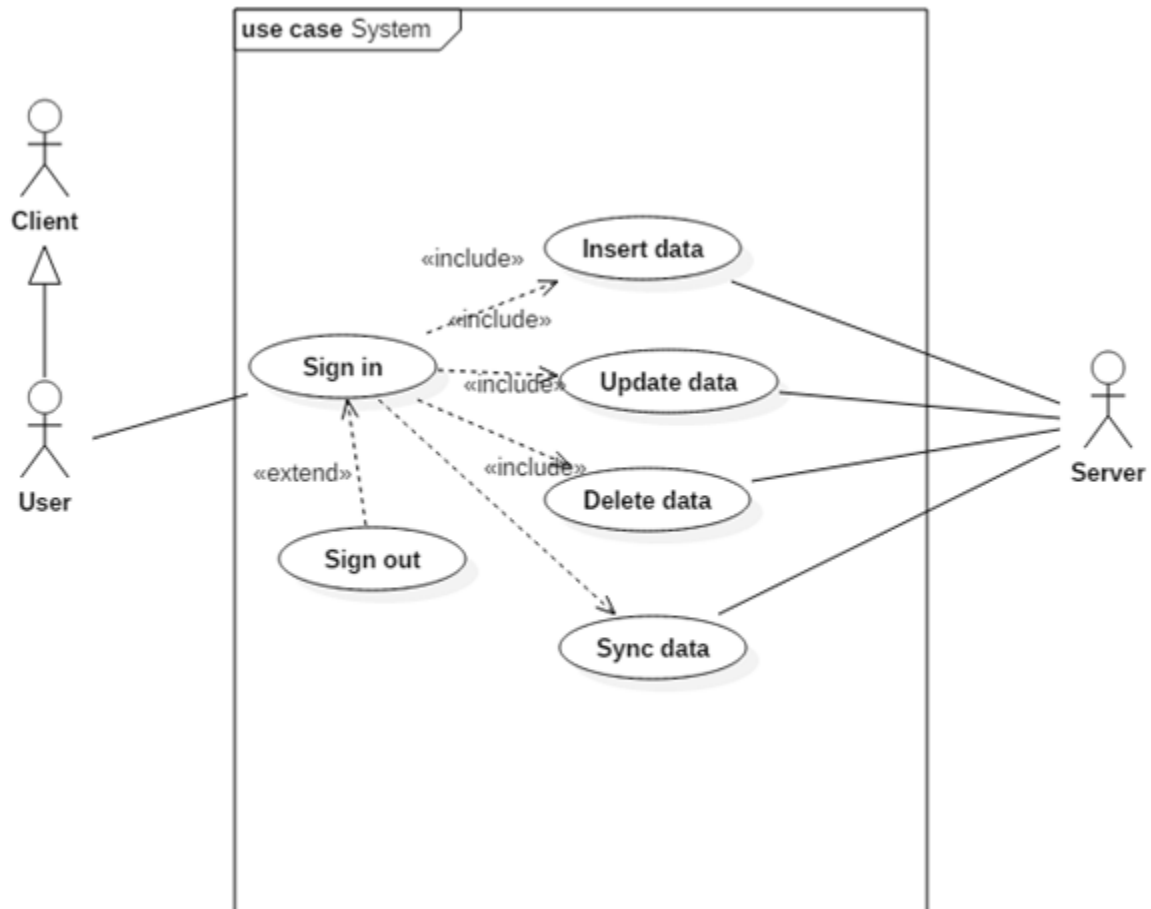 use case System
Client
Insert data
«include»
«include»
Sign in
Update data
«include»
User
«extend»
«include»
Delete data
Server
Sign out
Sync data